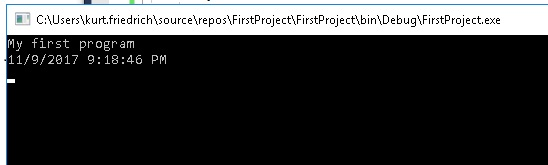 C:\Users\kurt.friedrich\source\repos\FirstProject\FirstProject\bin\Debug\FirstProject.exe
My first program
11/9/2017 9:18:46 PM